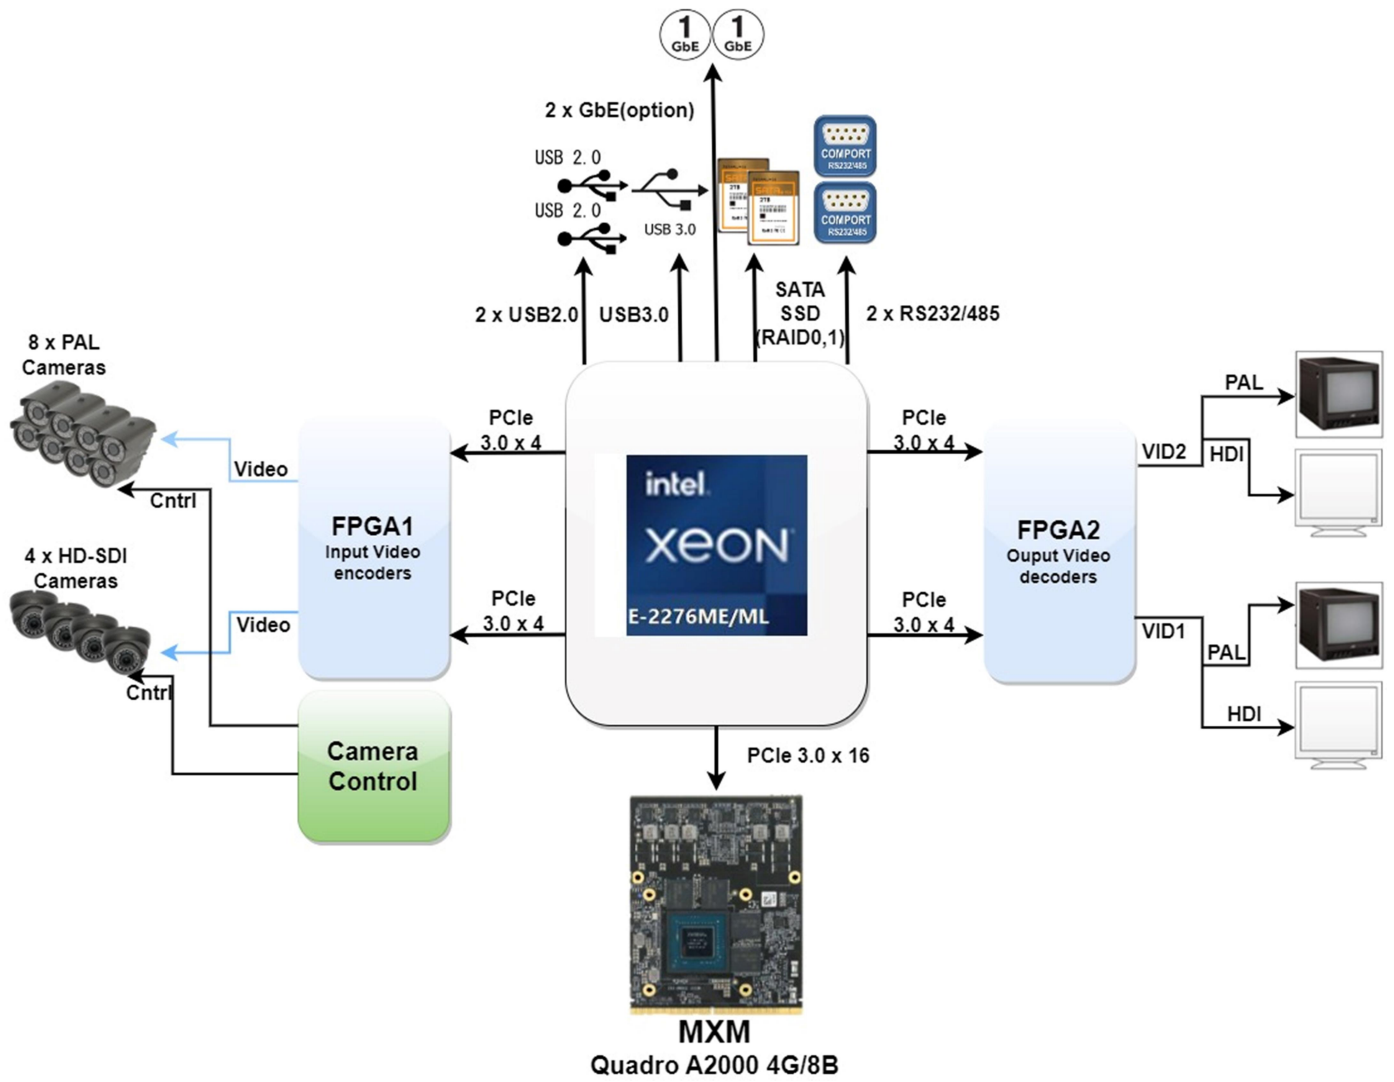 1
GbE
1
GbE
2 x GbE(option)
USB 2.0
USB 2.0
USB 3.0
SATA
2TB
SATA
2TB
COMPORT
RS232/485
COMPORT
RS232/485
2 x USB2.0
USB3.0
SATA
SSD
(RAID0,1)
2 x RS232/485
8 x PAL
Cameras
Video
Cntrl
4 x HD-SDI
Cameras
Video
Cntrl
FPGA1
Input Video
encoders
Camera
Control
PCIe
3.0 x 4
PCIe
3.0 x 4
intel.
XEON
E-2276ME/ML
PCIe
3.0 x 4
PCIe
3.0 x 4
FPGA2
Ouput Video
decoders
VID2
PAL
HDI
VID1
PAL
HDI
PCIe 3.0 x 16
MXM
Quadro A2000 4G/8B